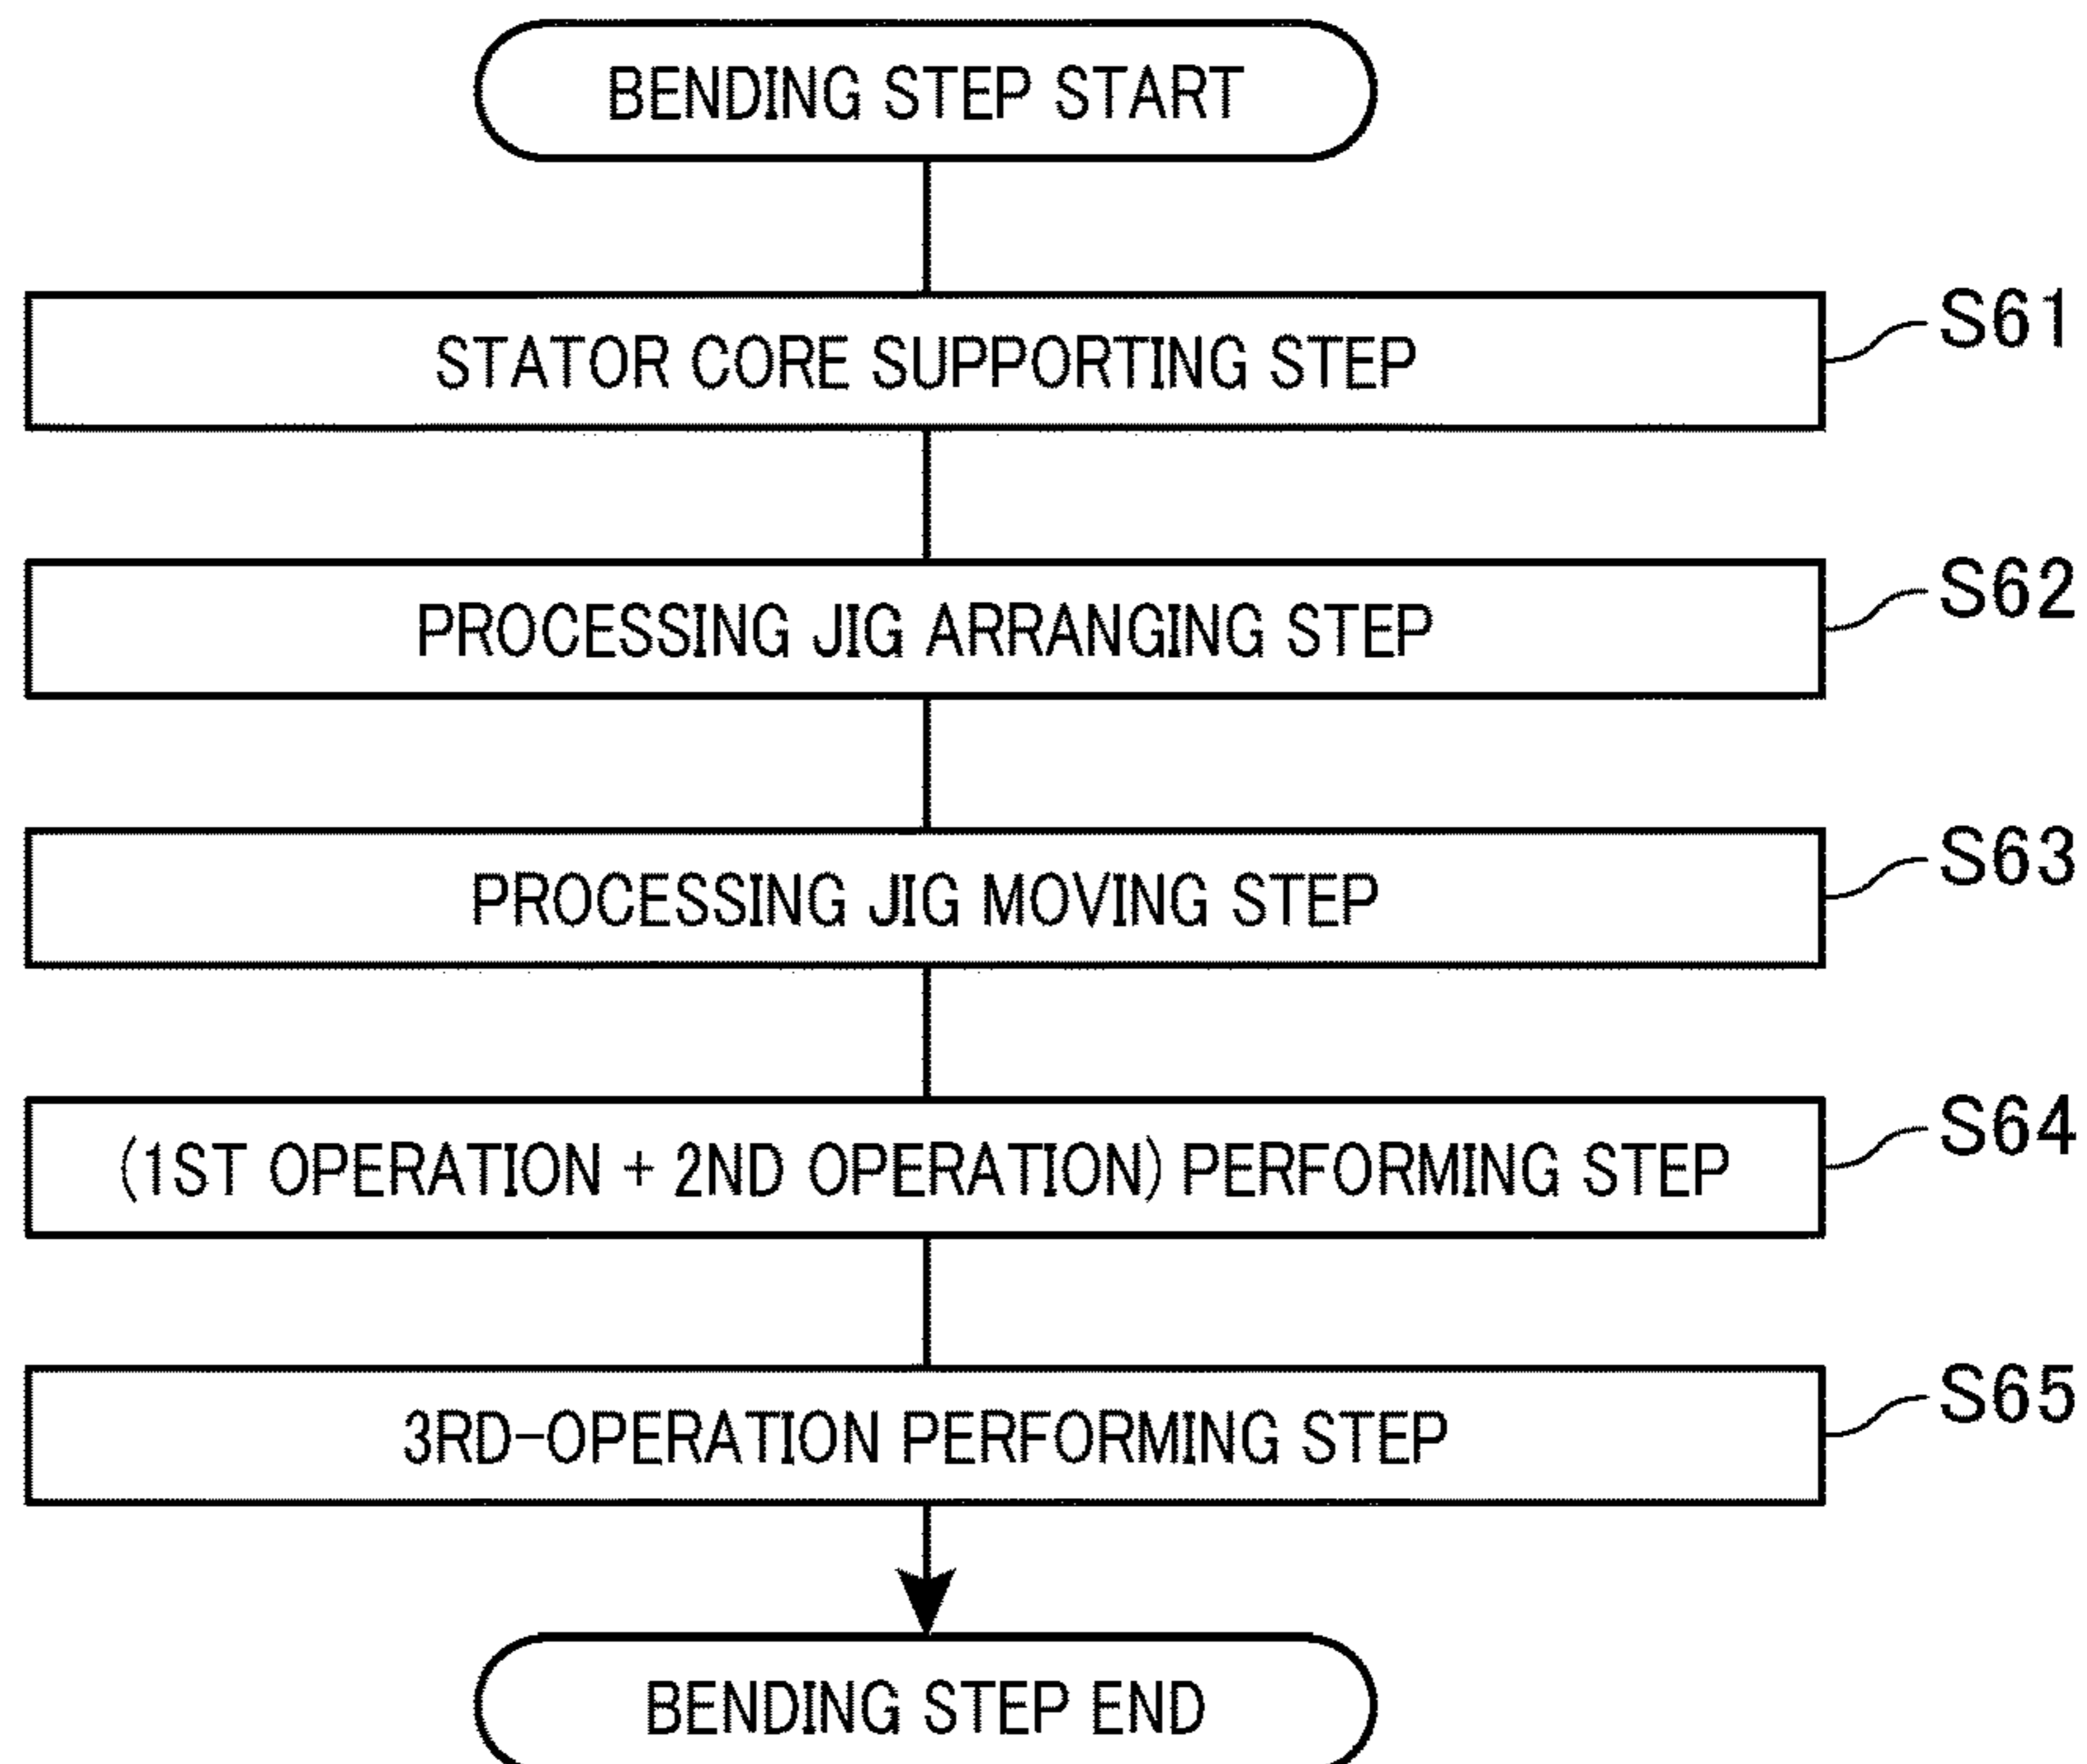 BENDING STEP START
STATOR CORE SUPPORTING STEP
S61
PROCESSING JIG ARRANGING STEP
S62
PROCESSING JIG MOVING STEP
S63
(1ST OPERATION + 2ND OPERATION) PERFORMING STEP
S64
3RD-OPERATION PERFORMING STEP
S65
BENDING STEP END